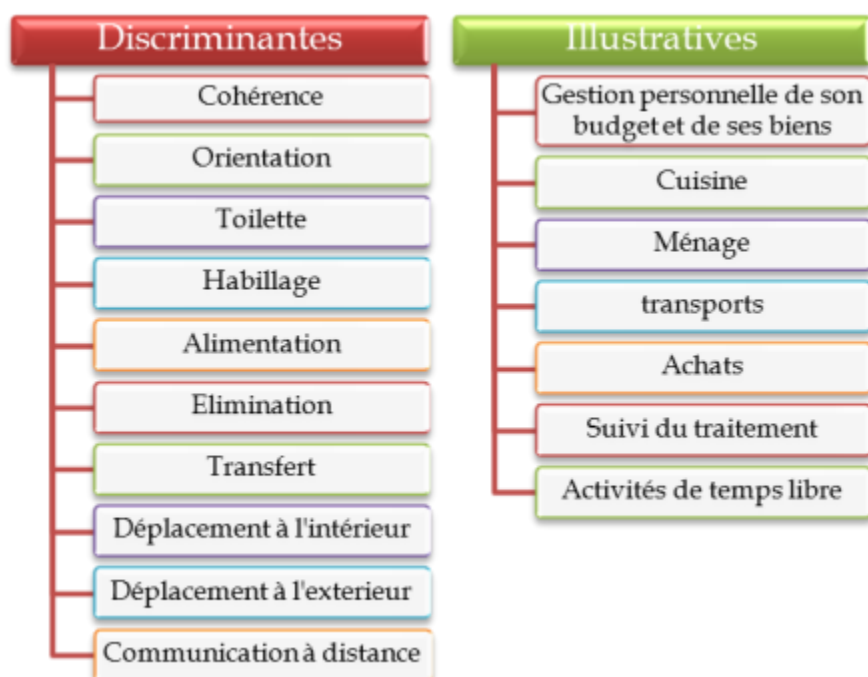 Discriminantes
Cohérence
Orientation
Toilette
Habillage
Alimentation
Elimination
Transfert
Déplacement à l'intérieur
Déplacement à l'exterieur
Communication à distance
Illustratives
Gestion personnelle de son
budget et de ses biens
Cuisine
Ménage
transports
Achats
Suivi du traitement
Activités de temps libre